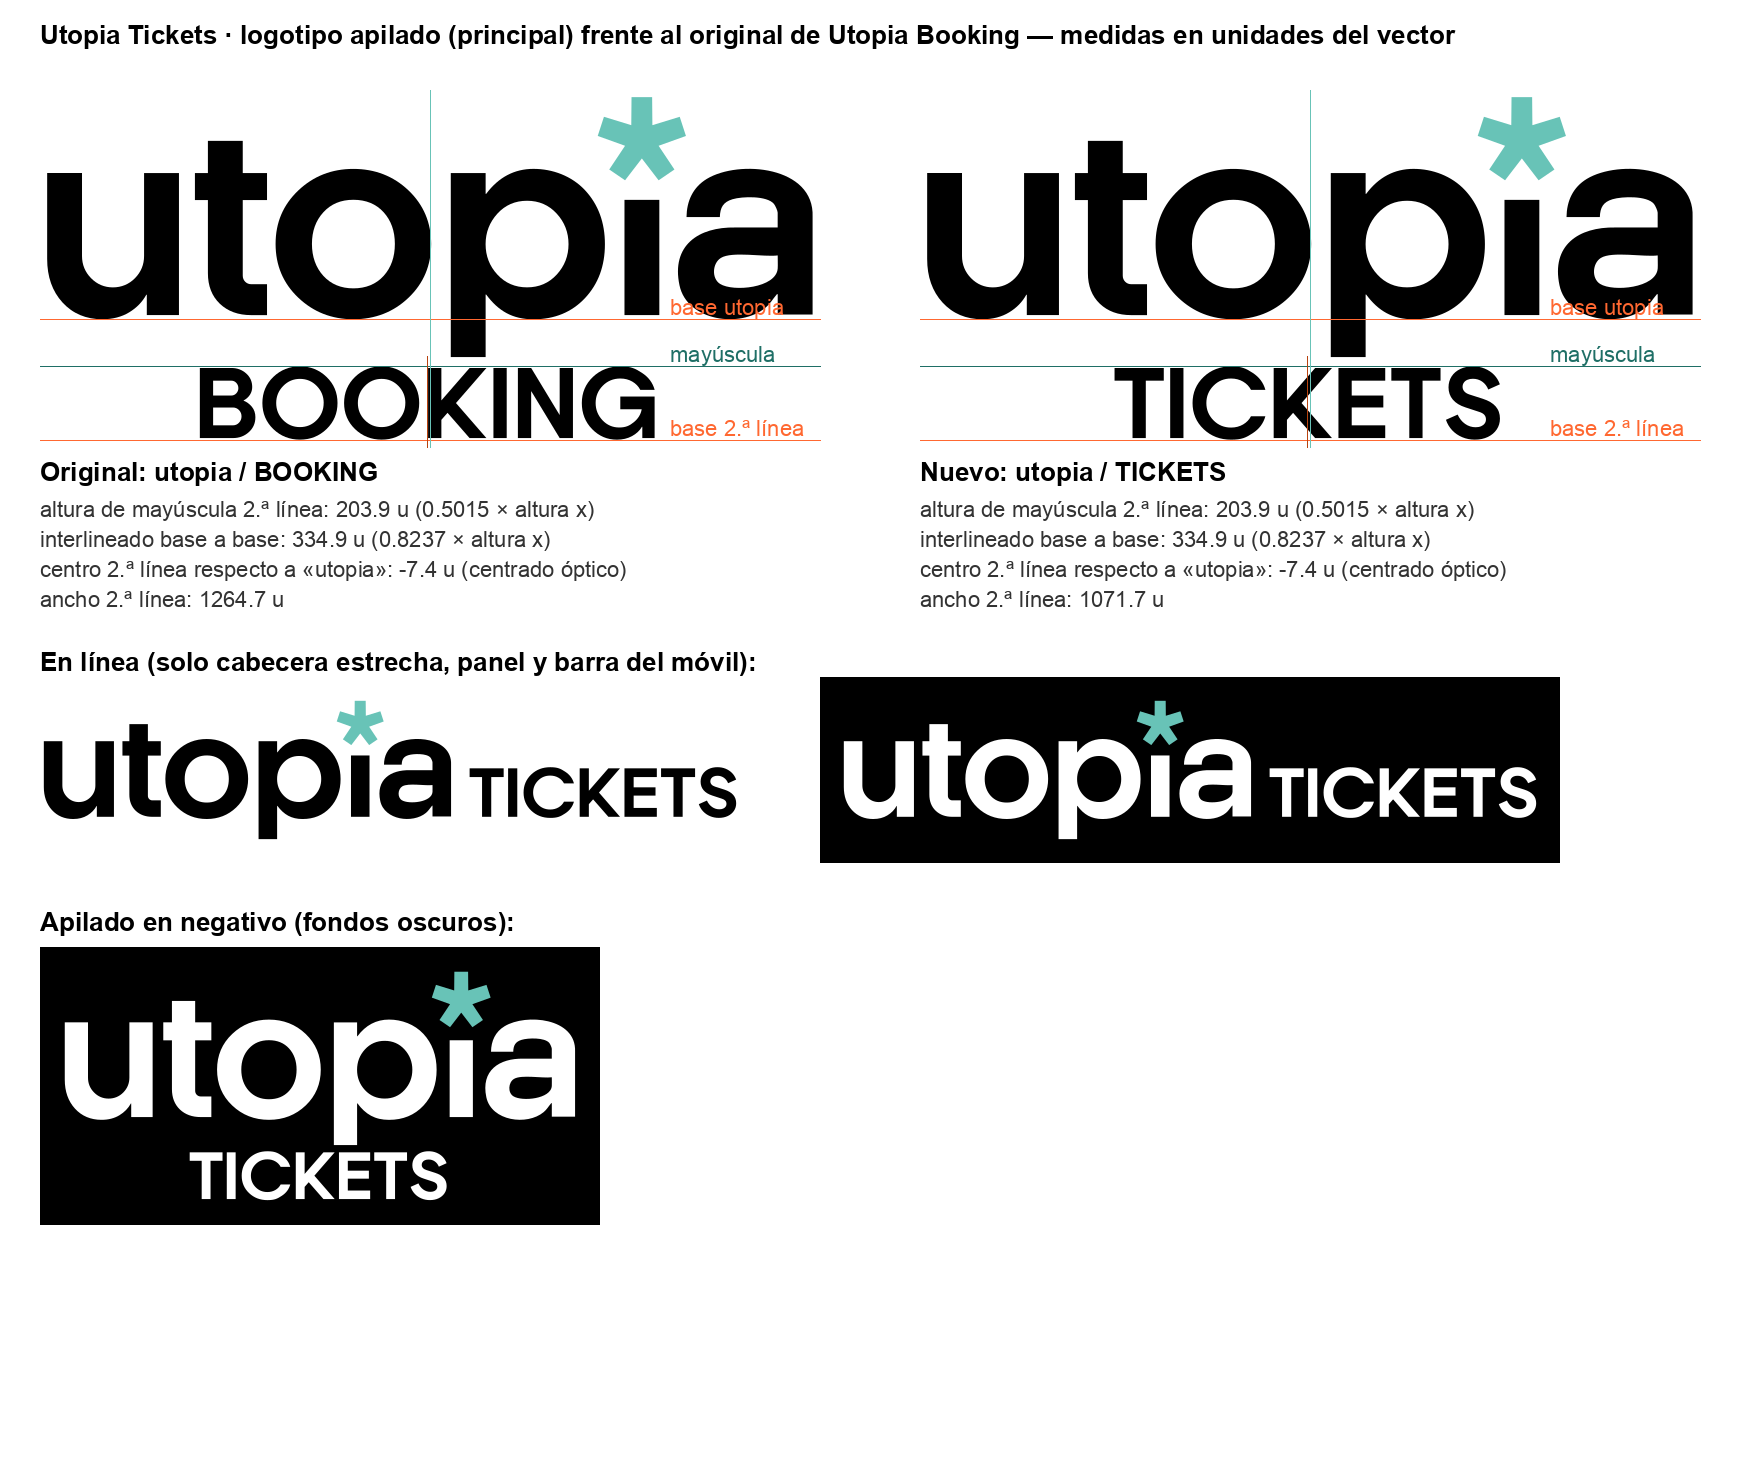 Utopia Tickets · logotipo apilado (principal) frente al original de Utopia Booking — medidas en unidades del vector
utopia
base utopia
mayúscula
BOOKING
base 2.ª línea
Original: utopia / BOOKING
altura de mayúscula 2.ª línea: 203.9 u (0.5015 × altura x)
interlineado base a base: 334.9 u (0.8237 × altura x)
centro 2.ª línea respecto a «utopia»: -7.4 u (centrado óptico)
ancho 2.ª línea: 1264.7 u
utopia
base utopia
mayúscula
TICKETS
base 2.ª línea
Nuevo: utopia / TICKETS
altura de mayúscula 2.ª línea: 203.9 u (0.5015 × altura x)
interlineado base a base: 334.9 u (0.8237 × altura x)
centro 2.ª línea respecto a «utopia»: -7.4 u (centrado óptico)
ancho 2.ª línea: 1071.7 u
En línea (solo cabecera estrecha, panel y barra del móvil):
utopia TICKETS
utopia TICKETS
Apilado en negativo (fondos oscuros):
utopia
TICKETS